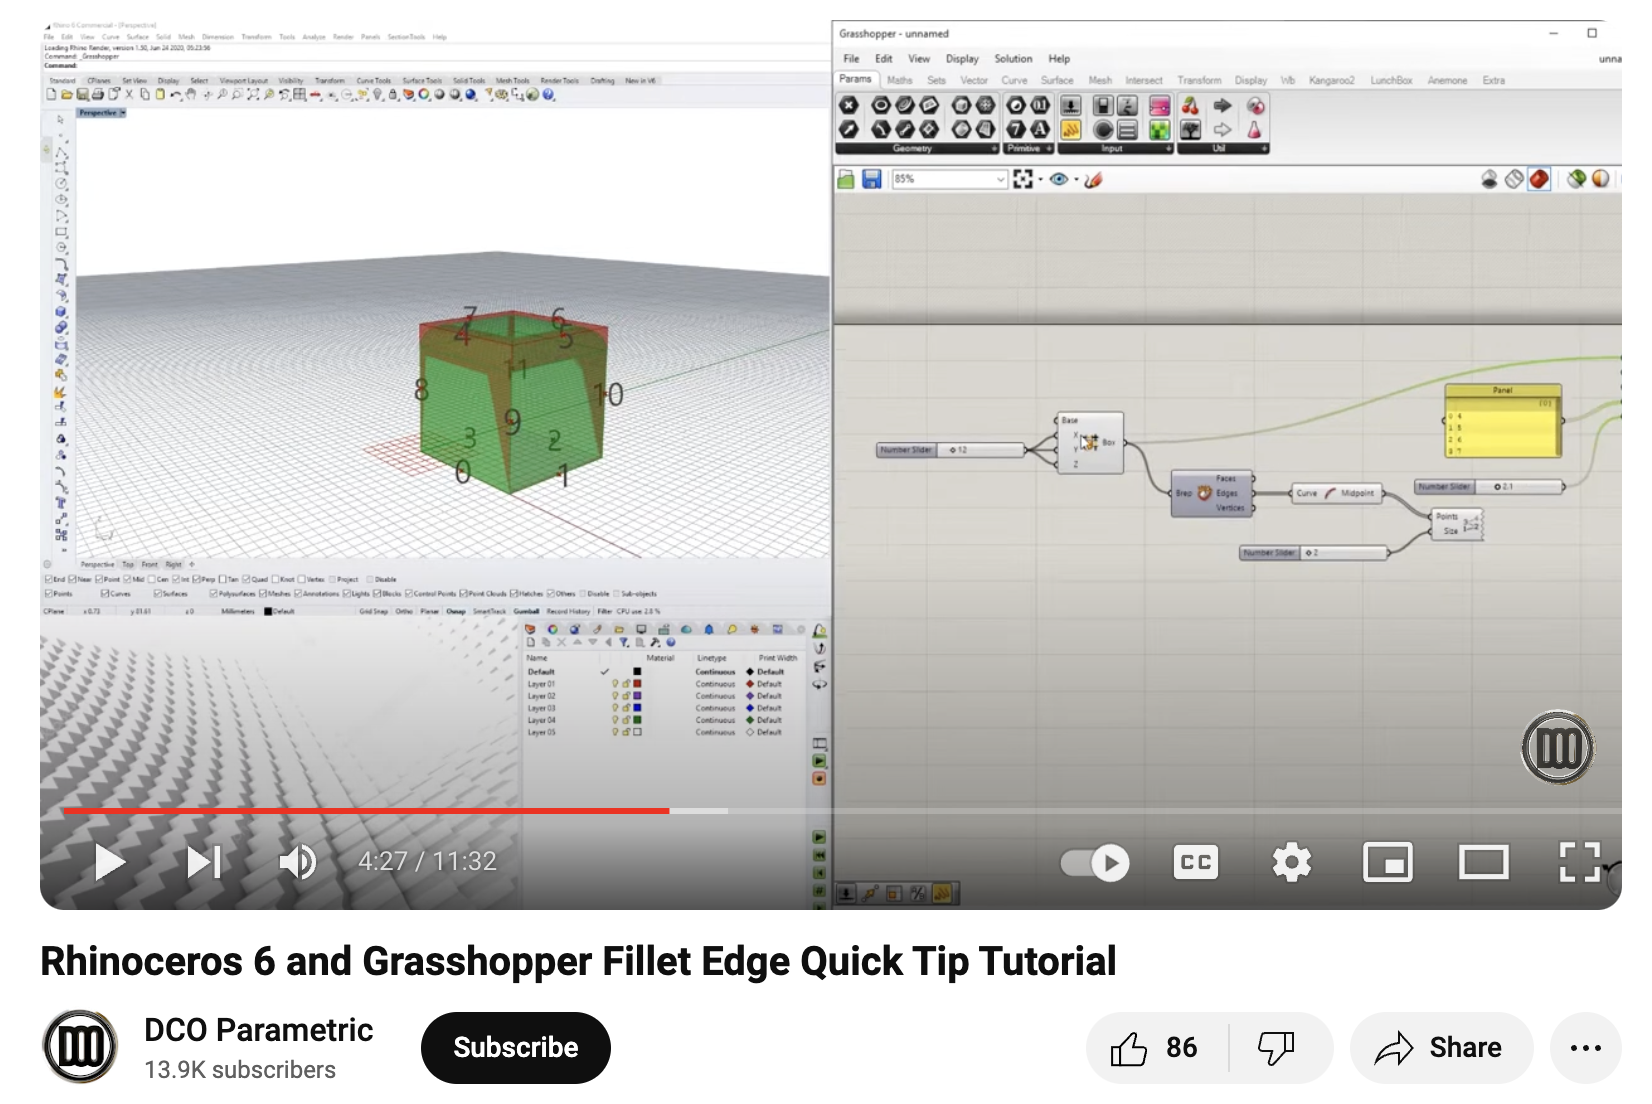 Rhino 6 Commercial - [Perspective]
File Edit View Curve Surface Solid Mesh Dimension Transform Tools Analyze Render Panels SectionTools Help
Loading Rhino Render, version 1.50, Jun 24 2020, 05:23:56
Command: _Grasshopper
Command:
Standard CPlanes Set View Display Select Viewport Layout Visibility Transform Curve Tools Surface Tools Solid Tools Mesh Tools Render Tools Drafting New in V6
Perspective
7 6
4 5
11
8 10
9
3 2
0 1
Perspective Top Front Right
End Near Point Mid Cen Int Perp Tan Quad Knot Vertex Project Disable
Points Curves Surfaces Polysurfaces Meshes Annotations Lights Blocks Control Points Point Clouds Hatches Others Disable Sub-objects
CPlane Millimeters Default Grid Snap Ortho Planar Osnap SmartTrack Gumball Record History Filter CPU use 2.8 %
Name Material Linetype Print Width
Default Continuous Default
Layer 01 Continuous Default
Layer 02 Continuous Default
Layer 03 Continuous Default
Layer 04 Continuous Default
Layer 05 Continuous Default
Grasshopper - unnamed
File Edit View Display Solution Help unna
Params Maths Sets Vector Curve Surface Mesh Intersect Transform Display Wb Kangaroo2 LunchBox Anemone Extra
Geometry Primitive Input Util
85%
Panel
{0}
0 4
1 5
2 6
3 7
Number Slider 12
Base
X
Y
Z
Box
Brep
Faces
Edges
Vertices
Curve Midpoint
Number Slider 2.1
Points
Size
Number Slider 2
4:27 / 11:32
CC
Rhinoceros 6 and Grasshopper Fillet Edge Quick Tip Tutorial
DCO Parametric
13.9K subscribers
Subscribe
86
Share